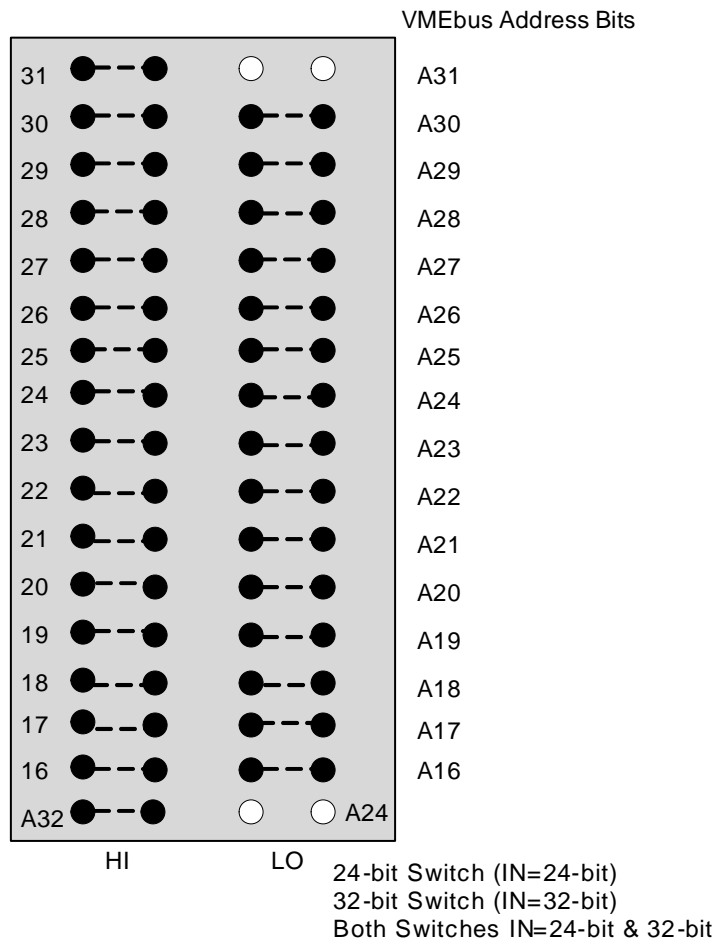 VMEbus Address Bits
31 A31
30 A30
29 A29
28 A28
27 A27
26 A26
25 A25
24 A24
23 A23
22 A22
21 A21
20 A20
19 A19
18 A18
17 A17
16 A16
A32 A24
HI LO
24-bit Switch (IN=24-bit)
32-bit Switch (IN=32-bit)
Both Switches IN=24-bit & 32-bit